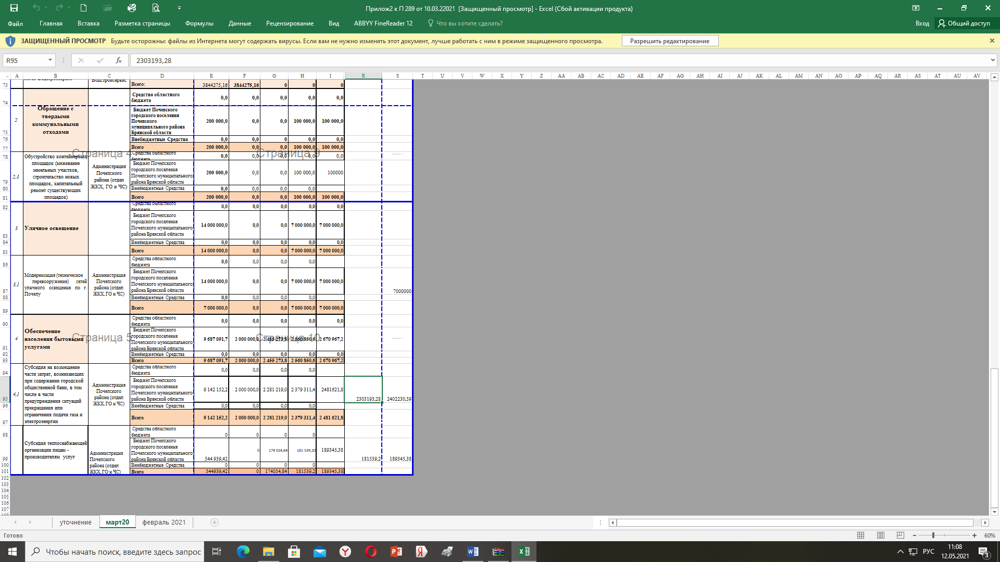 Прилож2 к П 289 от 10.03.22021 [Защищенный просмотр] - Excel (Сбой активации продукта)
Файл Главная Вставка Разметка страницы Формулы Данные Рецензирование Вид ABBYY FineReader 12 Что вы хотите сделать? Вход Общий доступ
ЗАЩИЩЕННЫЙ ПРОСМОТР Будьте осторожны: файлы из Интернета могут содержать вирусы. Если вам не нужно изменять этот документ, лучше работать с ним в режиме защищенного просмотра. Разрешить редактирование
R95 fx 2303193,28
A B C D E F G H I R S T U V W X Y Z AA AB AC AD AE AF AG AH AI AJ AK AL AM AN AO AP AQ AR AS AT AU AV
73 Водстройсервис Всего: 3844275,16 3844275,16 0 0 0
74 Средства областного
бюджета 0,0 0,0 0,0 0,0 0,0
2 Обращение с
твердыми
коммунальными
отходами
75 Бюджет Почепского
городского поселения
Почепского
муниципального района
Брянской области 200 000,0 0,0 0,0 100 000,0 100 000,0
76 Внебюджетные Средства 0,0 0,0 0 0,0 0,0
77 Всего 200 000,0 0,0 0,0 100 000,0 100 000,0
Страница 4 Страница 9
2,1 Обустройство контейнерных
площадок (межевание
земельных участков,
строительство новых
площадок, капитальный
ремонт существующих
площадок)
Администрация
Почепского
района (отдел
ЖКХ, ГО и ЧС)
78 Средства областного
бюджета 0,0 0,0 0,0 0,0 0,0
79 Бюджет Почепского
городского поселения
Почепского муниципального
района Брянской области 200 000,0 0,0 0,0 100 000,0 100000
80 Внебюджетные Средства 0,0 0,0 0,0 0,0
81 Всего 200 000,0 0,0 0,0 100 000,0 100 000,0
3 Уличное освещение
82 Средства областного
бюджета 0,0 0,0 0,0 0,0 0,0
83 Бюджет Почепского
городского поселения
Почепского муниципального
района Брянской области 14 000 000,0 0,0 0,0 7 000 000,0 7 000 000,0
84 Внебюджетные Средства 0,0 0,0 0,0 0,0 0,0
85 Всего 14 000 000,0 0,0 0,0 7 000 000,0 7 000 000,0
3,1 Модернизация (техническое
перевооружение) сетей
уличного освещения по г.
Почепу
Администрация
Почепского
района (отдел
ЖКХ, ГО и ЧС)
86 Средства областного
бюджета 0,0 0,0 0,0 0,0
87 Бюджет Почепского
городского поселения
Почепского муниципального
района Брянской области 14 000 000,0 0,0 0,0 7 000 000,0 7 000 000,0 7000000
88 Внебюджетные Средства 0,0 0,0 0,0 0,0
89 Всего 7 000 000,0 0,0 0,0 7 000 000,0 7 000 000,0
4 Обеспечение
населения бытовыми
услугами
Страница 5 Страница 10
90 Средства областного
бюджета 0,0 0,0 0,0 0,0 0,0
91 Бюджет Почепского
городского поселения
Почепского муниципального
района Брянской области 9 687 091,7 2 000 000,0 2 455 273,8 2 560 850,6 2 670 967,2
92 Внебюджетные Средства 0,0 0,0 0,0 0,0 0,0
93 Всего 9 687 091,7 2 000 000,0 2 455 273,8 2 560 850,6 2 670 967,2
4,1 Субсидия на возмещение
части затрат, возникающих
при содержании городской
общественной бани, в том
числе в части
предупреждения ситуаций
прекращения или
ограничения подачи газа и
электроэнергии
Администрация
Почепского
района (отдел
ЖКХ, ГО и ЧС)
94 Средства областного
бюджета 0,0 0,0 0,0 0,0
95 Бюджет Почепского
городского поселения
Почепского муниципального
района Брянской области 9 142 152,2 2 000 000,0 2 281 219,0 2 379 311,4 2481621,8 2303193,28 2402230,59
96 Внебюджетные Средства 0,0 0,0 0,0 0,0
97 Всего 9 142 152,2 2 000 000,0 2 281 219,0 2 379 311,4 2 481 621,8
Субсидия теплоснабжающей
организации лицам -
производителям услуг
Администрация
Почепского
района (отдел
ЖКХ, ГО и ЧС)
98 Средства областного
бюджета 0 0 0 0
99 Бюджет Почепского
городского поселения
Почепского муниципального
района Брянской области 544 939,42 0 174 054,84 181 539,20 189345,38 181539,2 189345,38
100 Внебюджетные Средства 0 0 0 0
101 Всего 544939,42 0 174054,84 181539,2 189345,38
102
103
104
105
106
107
108
уточнение март20 февраль 2021
Готово 60%
Чтобы начать поиск, введите здесь запрос РУС 11:08
12.05.2021 3